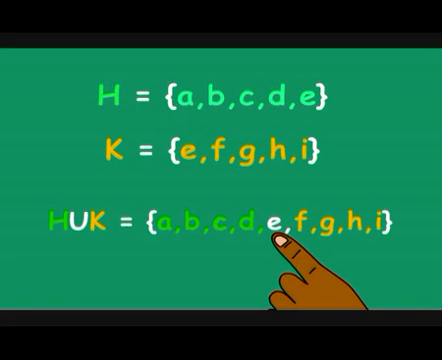 H = {a,b,c,d,e}
K = {e,f,g,h,i}
HUK = {a,b,c,d,e,f,g,h,i}